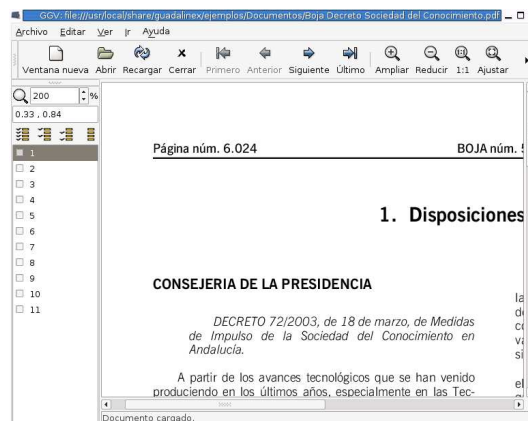 GGV: file:///usr/local/share/guadalinex/ejemplos/Documentos/Boja Decreto Sociedad del Conocimiento.pdf
Archivo Editar Ver Ir Ayuda
Ventana nueva Abrir Recargar Cerrar Primero Anterior Siguiente Último Ampliar Reducir 1:1 Ajustar
200 %
0.33 , 0.84
1
2
3
4
5
6
7
8
9
10
11
Página núm. 6.024 BOJA núm.
1. Disposiciones
CONSEJERIA DE LA PRESIDENCIA
DECRETO 72/2003, de 18 de marzo, de Medidas
de Impulso de la Sociedad del Conocimiento en
Andalucía.
A partir de los avances tecnológicos que se han venido
produciendo en los últimos años, especialmente en las Tec-
Documento cargado.